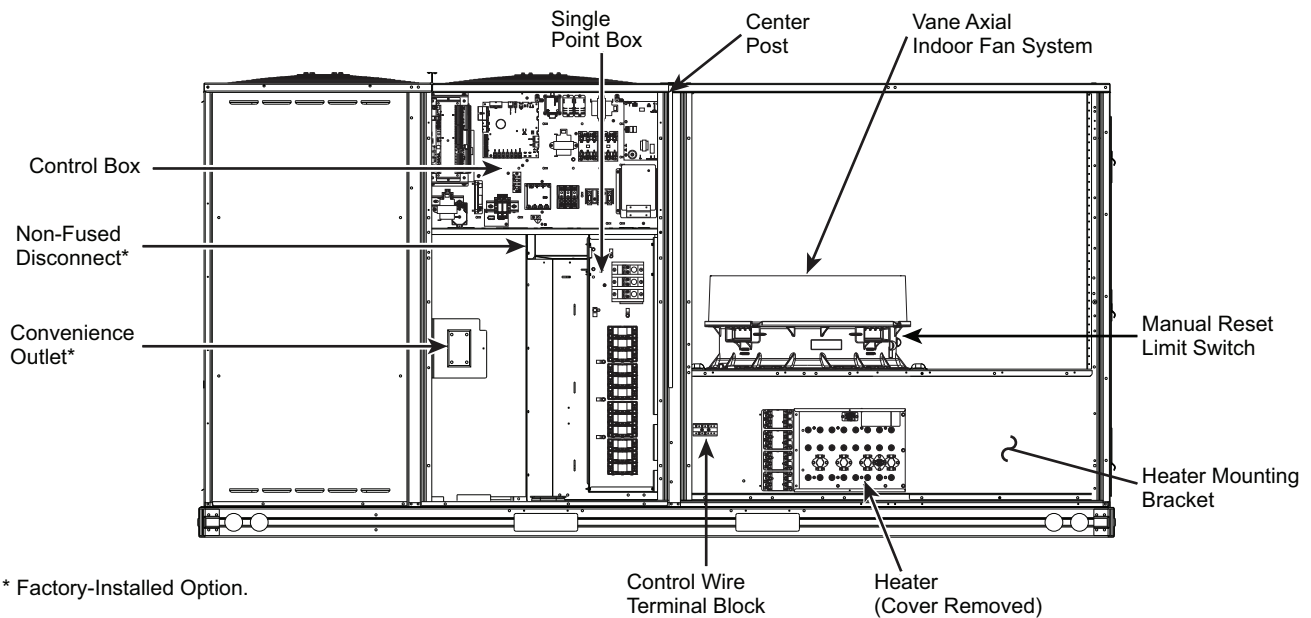 Single
Point Box
Center
Post
Vane Axial
Indoor Fan System
Control Box
Non-Fused
Disconnect*
Convenience
Outlet*
Manual Reset
Limit Switch
Heater Mounting
Bracket
Control Wire
Terminal Block
Heater
(Cover Removed)
* Factory-Installed Option.